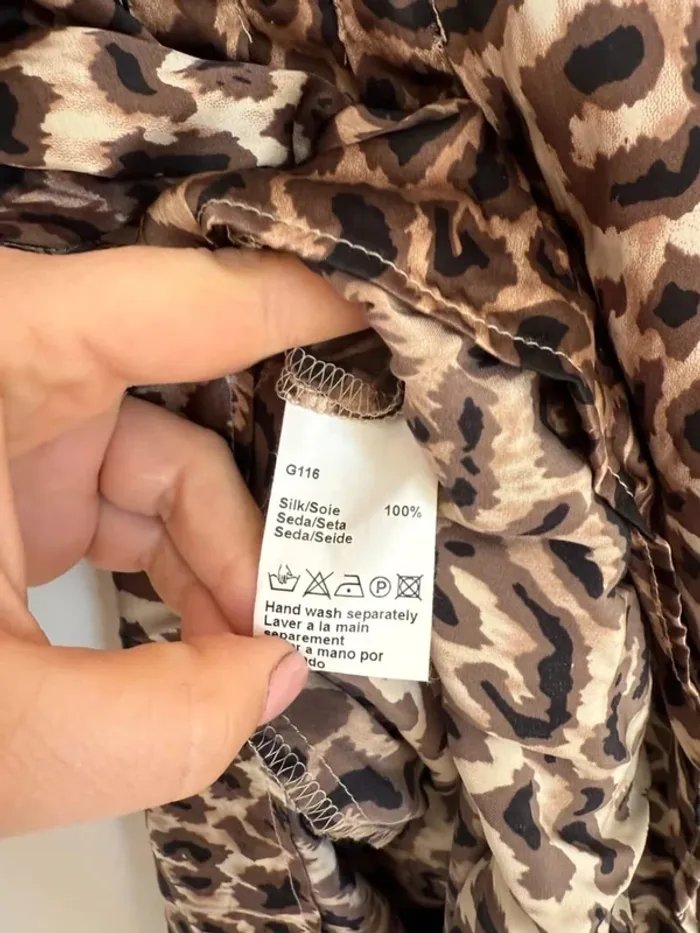 G116
Silk/Soie 100%
Seda/Seta
Seda/Seide
P
Hand wash separately
Laver a la main
separement
a mano por